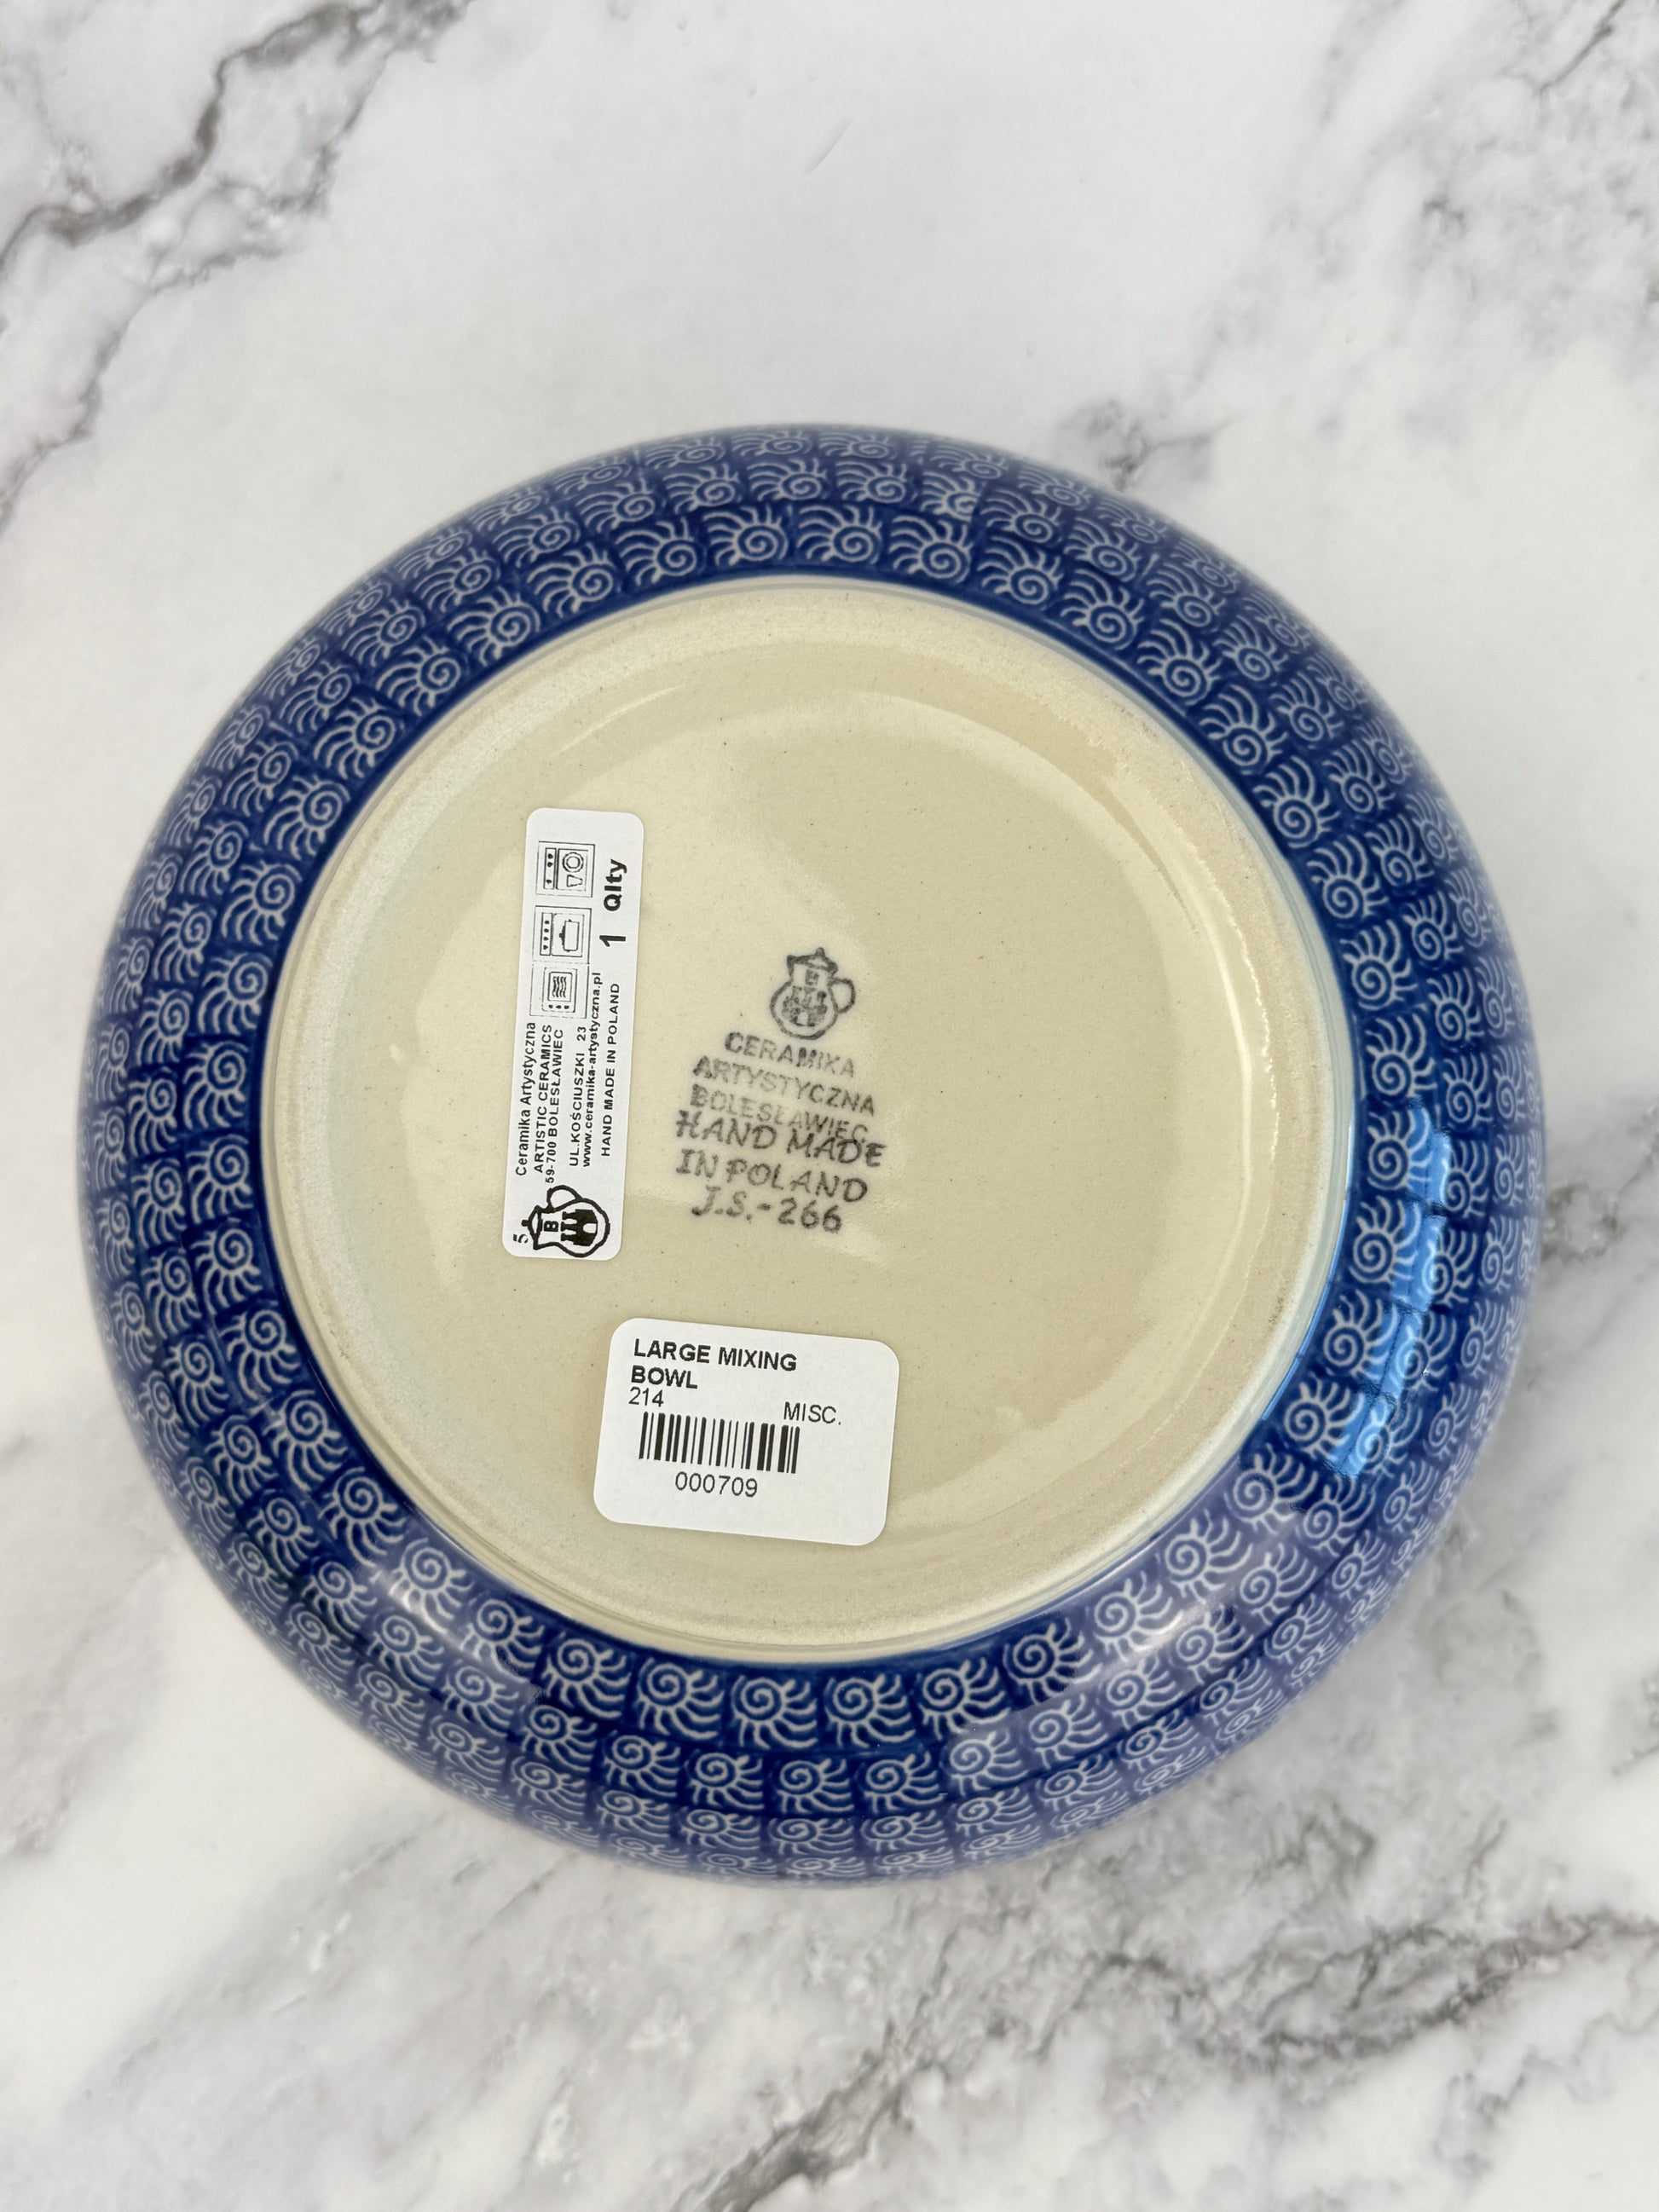 Ceramika Artystyczna
ARTISTIC CERAMICS
59-700 BOLESŁAWIEC
UL.KOŚCIUSZKI 23
www.ceramika-artystyczna.pl
HAND MADE IN POLAND
1 Qlty
5.
B
CERAMIKA
ARTYSTYCZNA
BOLESŁAWIEC
HAND MADE
IN POLAND
J.S.-266
LARGE MIXING
BOWL
214 MISC.
000709